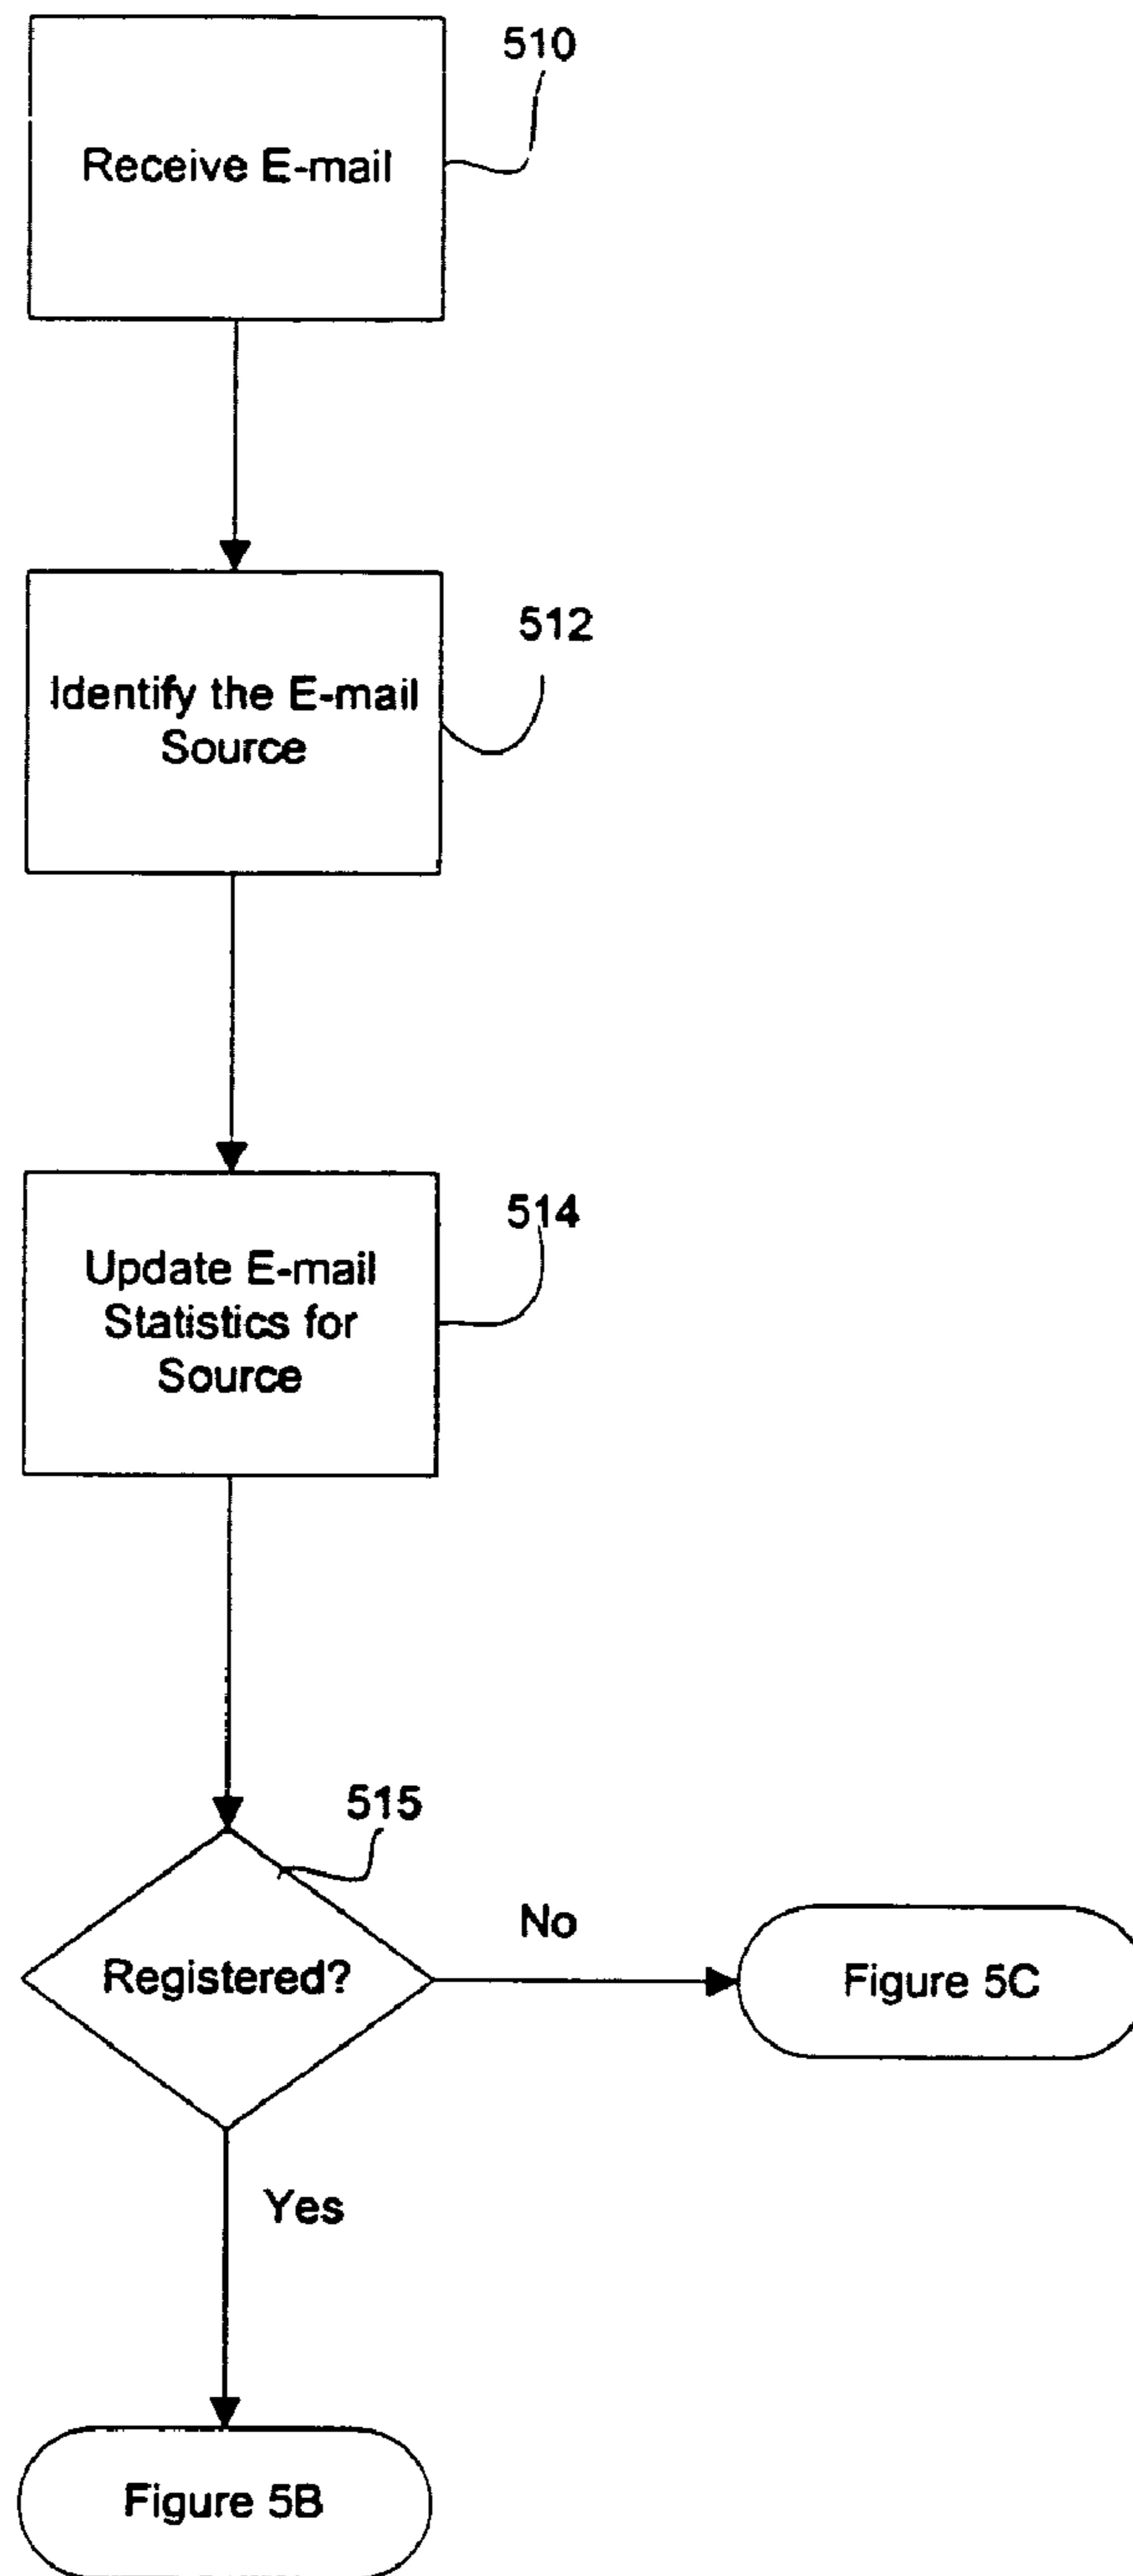 510
Receive E-mail
512
Identify the E-mail
Source
514
Update E-mail
Statistics for
Source
515
Registered?
No
Figure 5C
Yes
Figure 5B